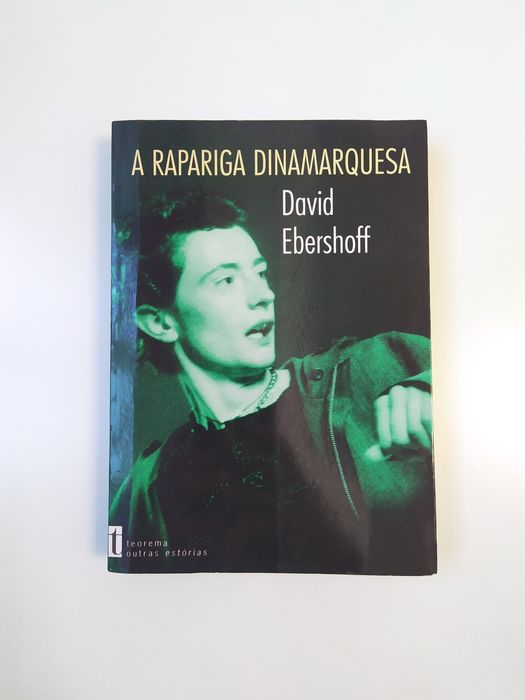 A RAPARIGA DINAMARQUESA
David
Ebershoff
t
teorema
outras estórias